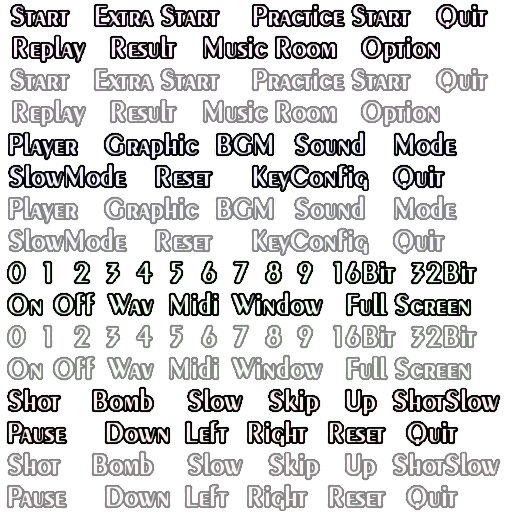 Start Extra Start Practice Start Quit
Replay Result Music Room Option
Start Extra Start Practice Start Quit
Replay Result Music Room Option
Player Graphic BGM Sound Mode
SlowMode Reset KeyConfig Quit
Player Graphic BGM Sound Mode
SlowMode Reset KeyConfig Quit
0 1 2 3 4 5 6 7 8 9 16Bit 32Bit
On Off Wav Midi Window Full Screen
0 1 2 3 4 5 6 7 8 9 16Bit 32Bit
On Off Wav Midi Window Full Screen
Shot Bomb Slow Skip Up ShotSlow
Pause Down Left Right Reset Quit
Shot Bomb Slow Skip Up ShotSlow
Pause Down Left Right Reset Quit